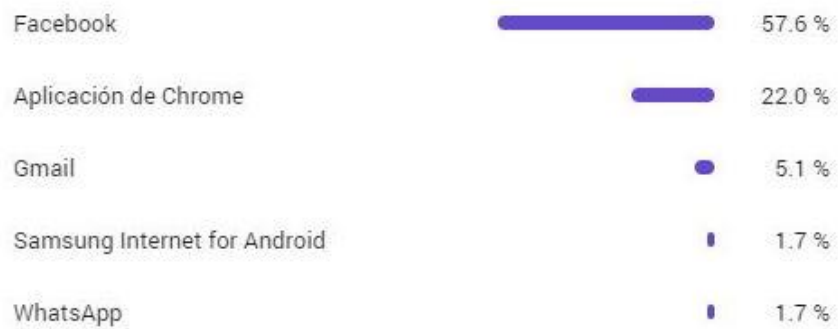 Facebook 57.6 %
Aplicación de Chrome 22.0 %
Gmail 5.1 %
Samsung Internet for Android 1.7 %
WhatsApp 1.7 %